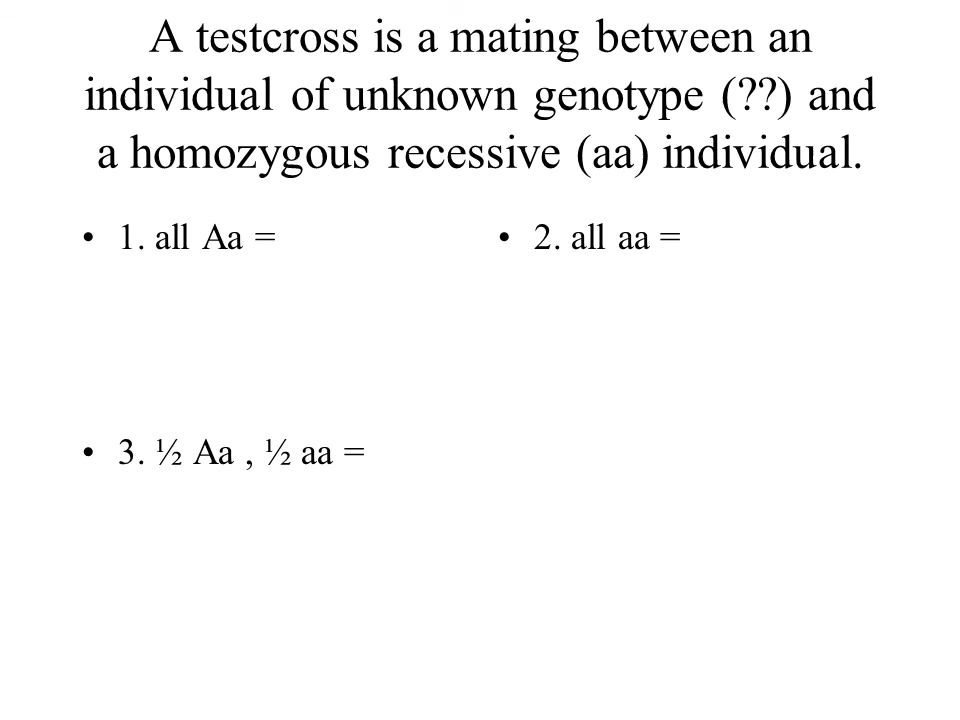 A testcross is a mating between an
individual of unknown genotype (??) and
a homozygous recessive (aa) individual.
• 1. all Aa =
• 2. all aa =
• 3. ½ Aa , ½ aa =